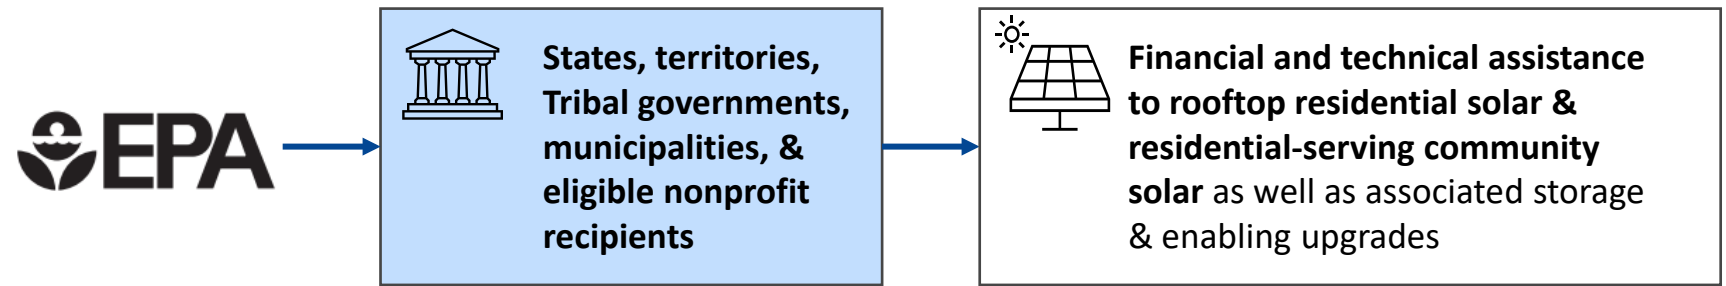 EPA
States, territories,
Tribal governments,
municipalities, &
eligible nonprofit
recipients
Financial and technical assistance
to rooftop residential solar &
residential-serving community
solar as well as associated storage
& enabling upgrades